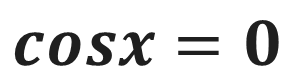 cosx = 0